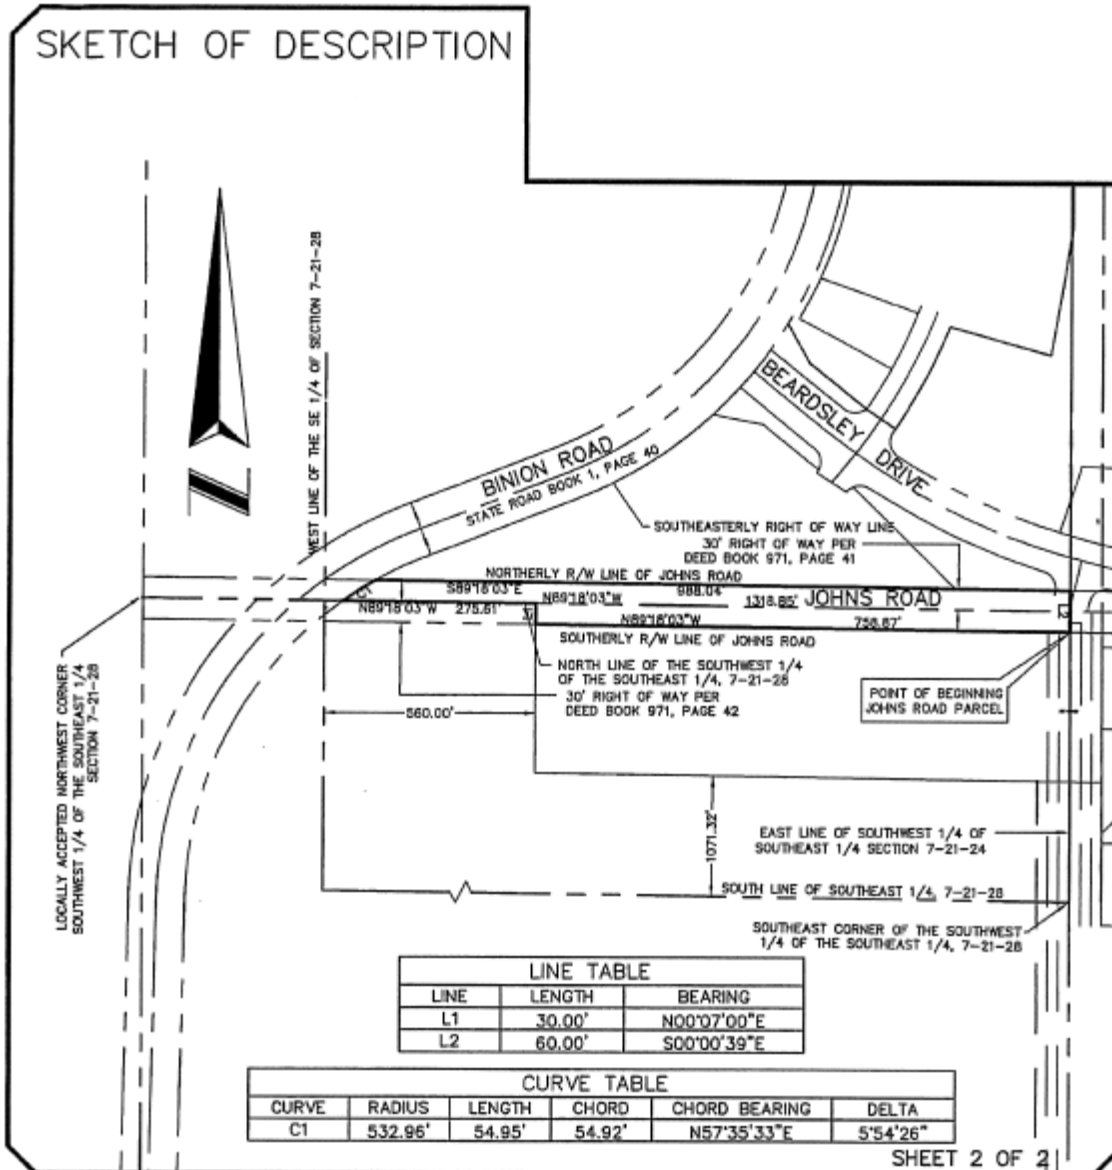 SKETCH OF DESCRIPTION
WEST LINE OF THE SE 1/4 OF SECTION 7-21-28
BINION ROAD
STATE ROAD BOOK 1, PAGE 40
BEARDSLEY DRIVE
SOUTHEASTERLY RIGHT OF WAY LINE
30' RIGHT OF WAY PER
DEED BOOK 971, PAGE 41
NORTHERLY R/W LINE OF JOHNS ROAD
C1
S89°18'03"E
988.04'
N89°18'03"W
275.61'
N89°18'03"W
1318.85'
JOHNS ROAD
L1
L2
N89°18'03"W
758.87'
SOUTHERLY R/W LINE OF JOHNS ROAD
NORTH LINE OF THE SOUTHWEST 1/4
OF THE SOUTHEAST 1/4, 7-21-28
30' RIGHT OF WAY PER
DEED BOOK 971, PAGE 42
560.00'
POINT OF BEGINNING
JOHNS ROAD PARCEL
LOCALLY ACCEPTED NORTHWEST CORNER
SOUTHWEST 1/4 OF THE SOUTHEAST 1/4
SECTION 7-21-28
1071.32'
EAST LINE OF SOUTHWEST 1/4 OF
SOUTHEAST 1/4 SECTION 7-21-24
SOUTH LINE OF SOUTHEAST 1/4, 7-21-28
SOUTHEAST CORNER OF THE SOUTHWEST
1/4 OF THE SOUTHEAST 1/4, 7-21-28
LINE TABLE
LINE LENGTH BEARING
L1 30.00' N00°07'00"E
L2 60.00' S00°00'39"E
CURVE TABLE
CURVE RADIUS LENGTH CHORD CHORD BEARING DELTA
C1 532.96' 54.95' 54.92' N57°35'33"E 5°54'26"
SHEET 2 OF 2